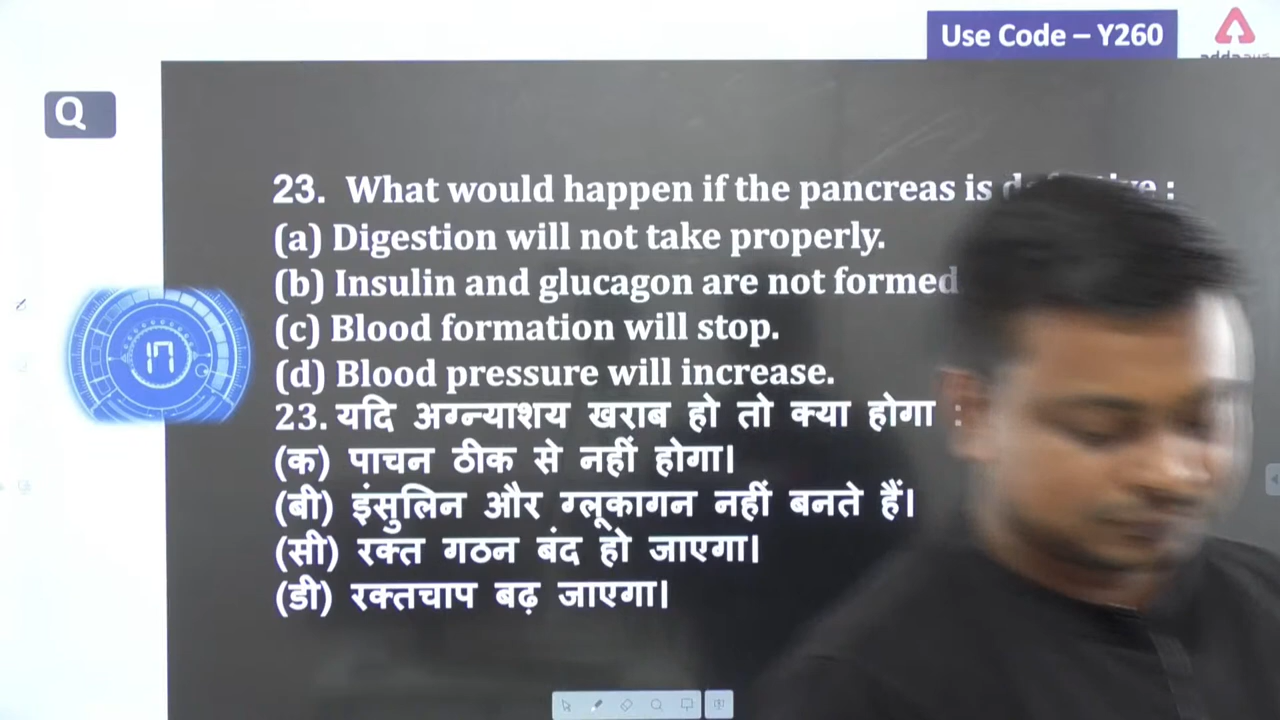 Use Code – Y260
Q
23. What would happen if the pancreas is
(a) Digestion will not take properly.
(b) Insulin and glucagon are not formed
(c) Blood formation will stop.
(d) Blood pressure will increase.
17
23. यदि अग्न्याशय खराब हो तो क्या होगा :
(क) पाचन ठीक से नहीं होगा।
(बी) इंसुलिन और ग्लूकागन नहीं बनते हैं।
(सी) रक्त गठन बंद हो जाएगा।
(डी) रक्तचाप बढ़ जाएगा।